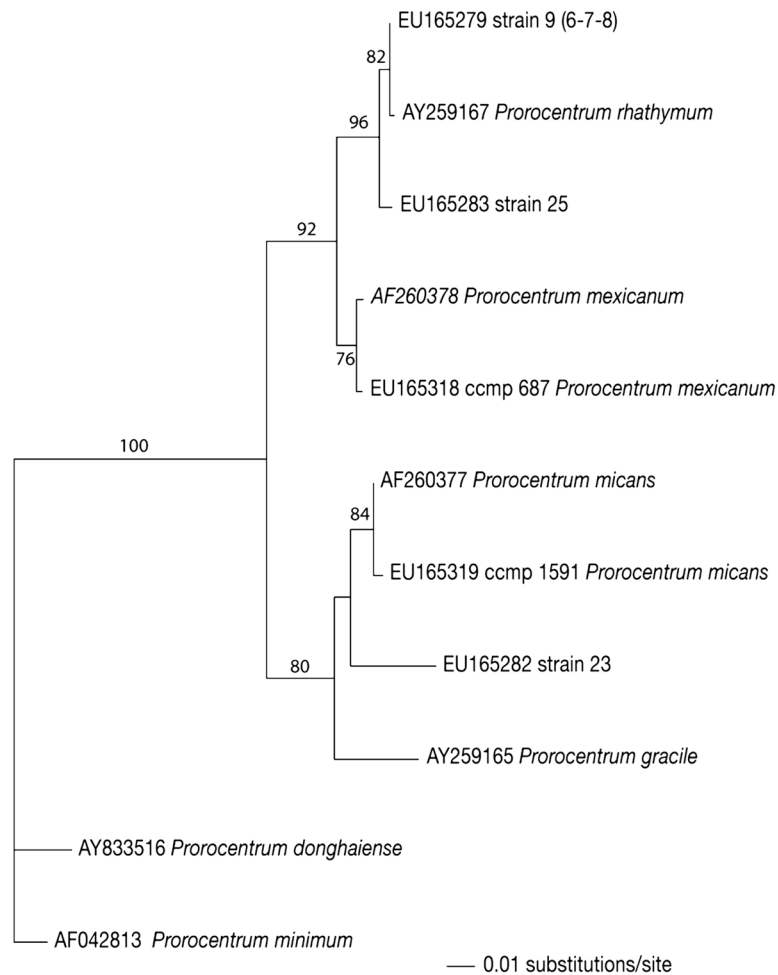 EU165279 strain 9 (6-7-8)
82
AY259167 Prorocentrum rhathymum
96
EU165283 strain 25
92
AF260378 Prorocentrum mexicanum
76
EU165318 ccmp 687 Prorocentrum mexicanum
100
AF260377 Prorocentrum micans
84
EU165319 ccmp 1591 Prorocentrum micans
80
EU165282 strain 23
AY259165 Prorocentrum gracile
AY833516 Prorocentrum donghaiense
AF042813 Prorocentrum minimum
0.01 substitutions/site